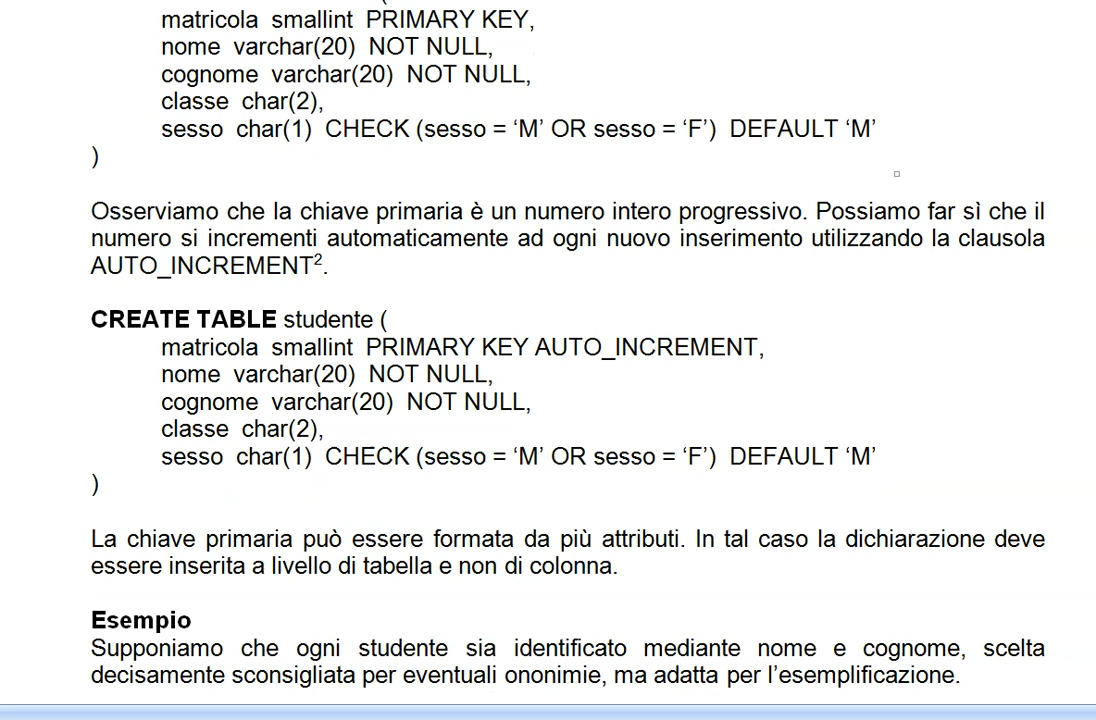 matricola smallint PRIMARY KEY,
nome varchar(20) NOT NULL,
cognome varchar(20) NOT NULL,
classe char(2),
sesso char(1) CHECK (sesso = ‘M’ OR sesso = ‘F’) DEFAULT ‘M’
)
Osserviamo che la chiave primaria è un numero intero progressivo. Possiamo far sì che il
numero si incrementi automaticamente ad ogni nuovo inserimento utilizzando la clausola
AUTO_INCREMENT².
CREATE TABLE studente (
matricola smallint PRIMARY KEY AUTO_INCREMENT,
nome varchar(20) NOT NULL,
cognome varchar(20) NOT NULL,
classe char(2),
sesso char(1) CHECK (sesso = ‘M’ OR sesso = ‘F’) DEFAULT ‘M’
)
La chiave primaria può essere formata da più attributi. In tal caso la dichiarazione deve
essere inserita a livello di tabella e non di colonna.
Esempio
Supponiamo che ogni studente sia identificato mediante nome e cognome, scelta
decisamente sconsigliata per eventuali ononimie, ma adatta per l’esemplificazione.